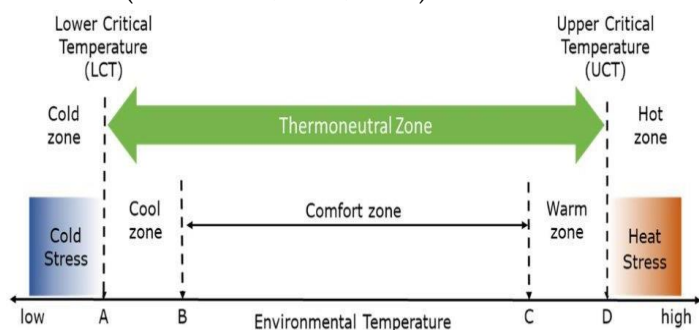 Lower Critical
Temperature
(LCT)
Upper Critical
Temperature
(UCT)
Cold
zone
Thermoneutral Zone
Hot
zone
Cold
Stress
Cool
zone
Comfort zone
Warm
zone
Heat
Stress
low A B Environmental Temperature C D high